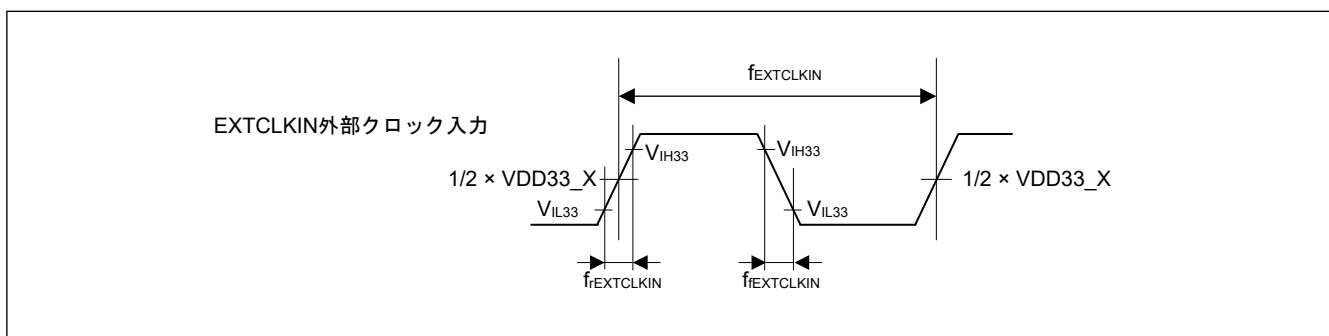 fEXTCLKIN
EXTCLKIN外部クロック入力
VIH33 VIH33
1/2 × VDD33_X 1/2 × VDD33_X
VIL33 VIL33
frEXTCLKIN ffEXTCLKIN